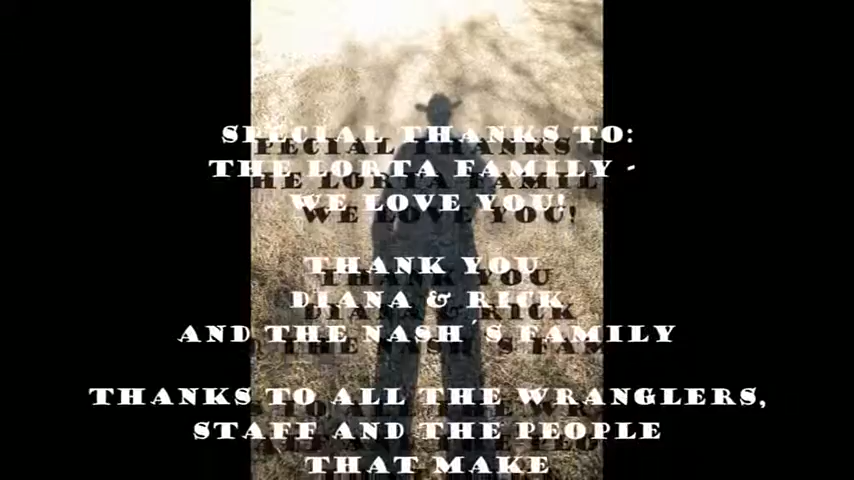 SPECIAL THANKS TO:
THE LORTA FAMILY -
WE LOVE YOU!
THANK YOU
DIANA & RICK
AND THE NASH´S FAMILY
THANKS TO ALL THE WRANGLERS,
STAFF AND THE PEOPLE
THAT MAKE